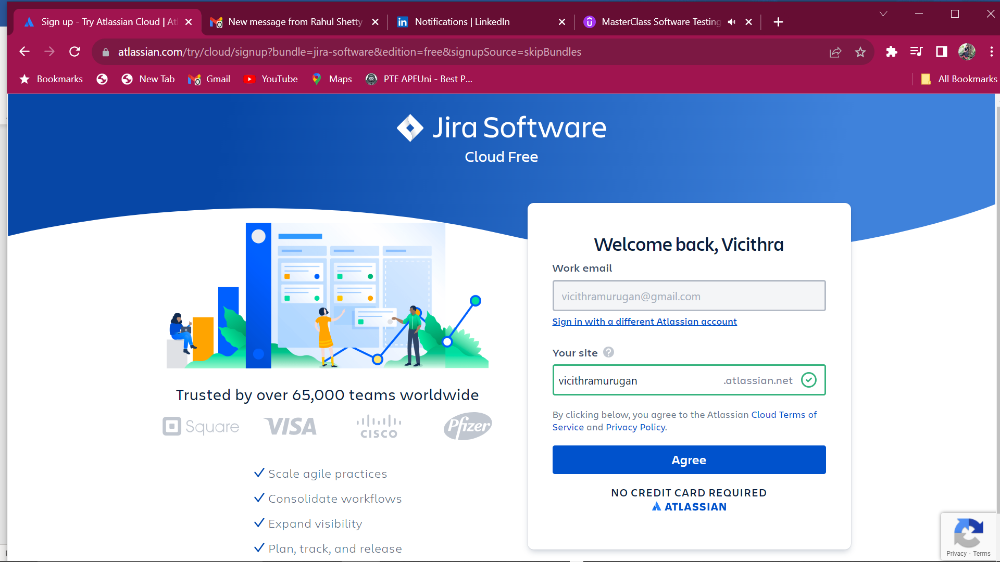 Sign up - Try Atlassian Cloud | Atl
New message from Rahul Shetty
Notifications | LinkedIn
MasterClass Software Testing
atlassian.com/try/cloud/signup?bundle=jira-software&edition=free&signupSource=skipBundles
Bookmarks
New Tab
Gmail
YouTube
Maps
PTE APEUni - Best P...
All Bookmarks
Jira Software
Cloud Free
Trusted by over 65,000 teams worldwide
Square
VISA
CISCO
Pfizer
Scale agile practices
Consolidate workflows
Expand visibility
Plan, track, and release
Welcome back, Vicithra
Work email
vicithramurugan@gmail.com
Sign in with a different Atlassian account
Your site
vicithramurugan .atlassian.net
By clicking below, you agree to the Atlassian Cloud Terms of
Service and Privacy Policy.
Agree
NO CREDIT CARD REQUIRED
ATLASSIAN
Privacy - Terms